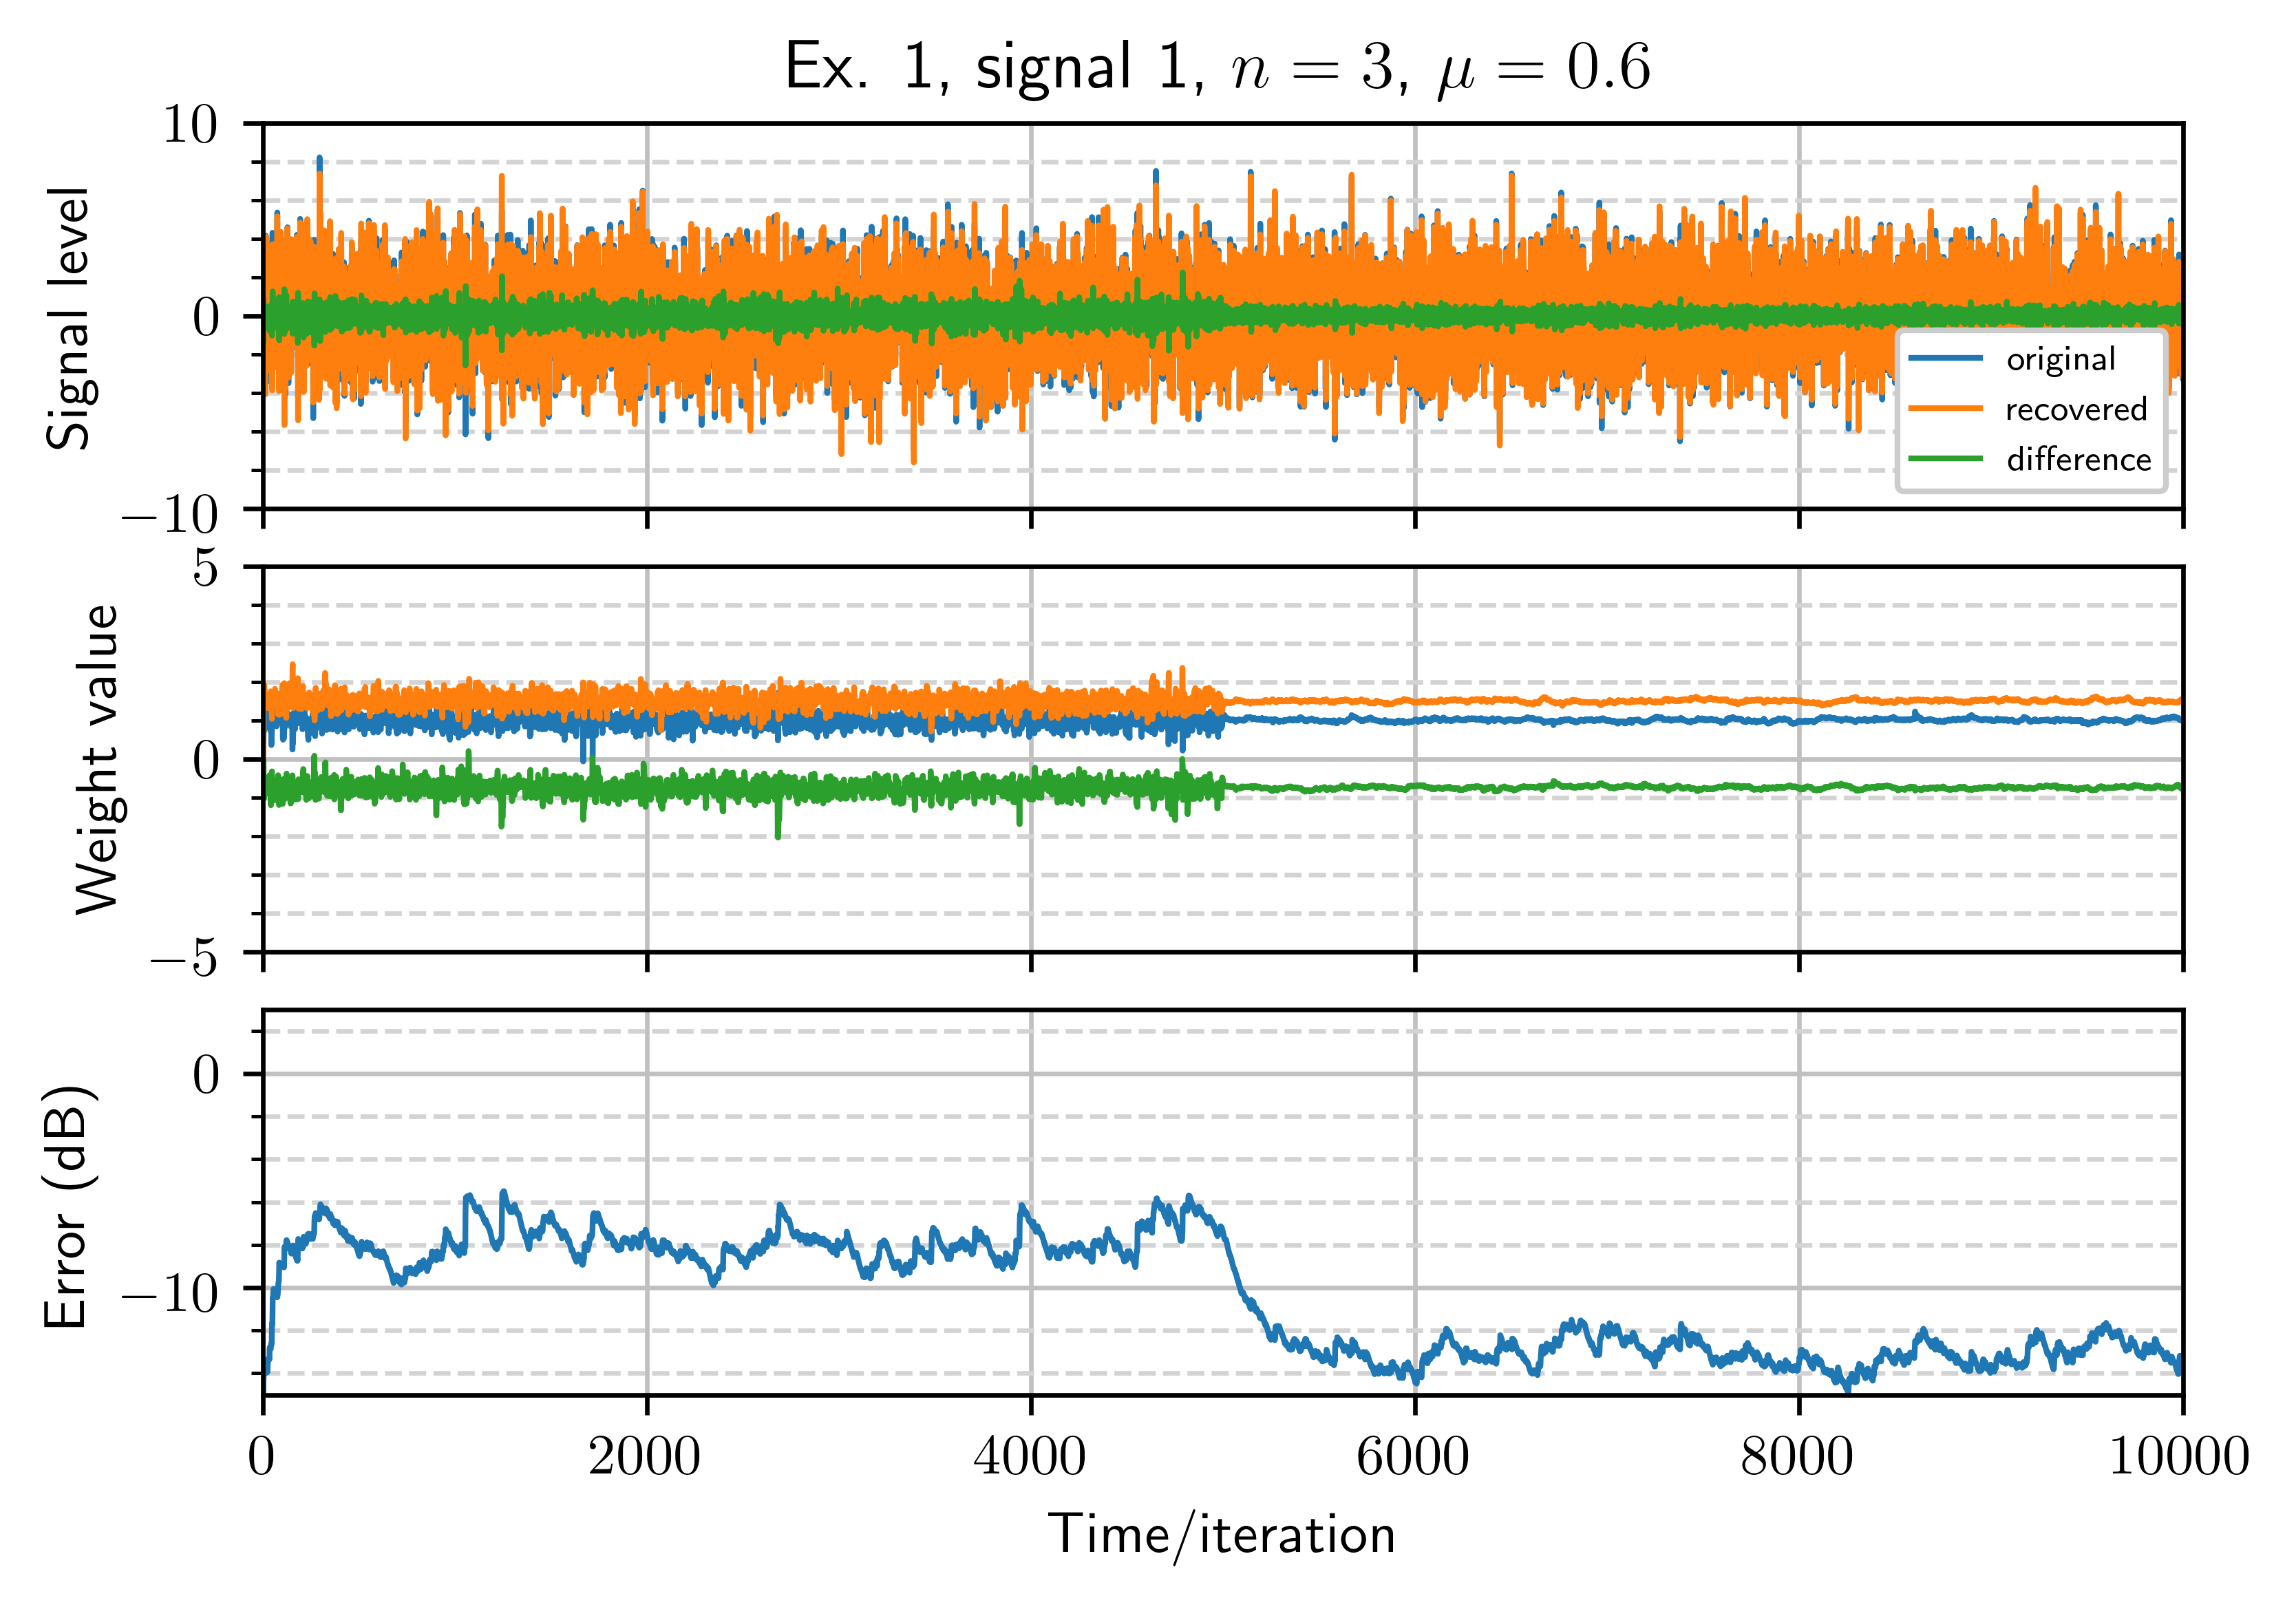 Ex. 1, signal 1, n = 3, μ = 0.6
10
0
−10
Signal level
original
recovered
difference
5
0
−5
Weight value
0
−10
Error (dB)
0 2000 4000 6000 8000 10000
Time/iteration